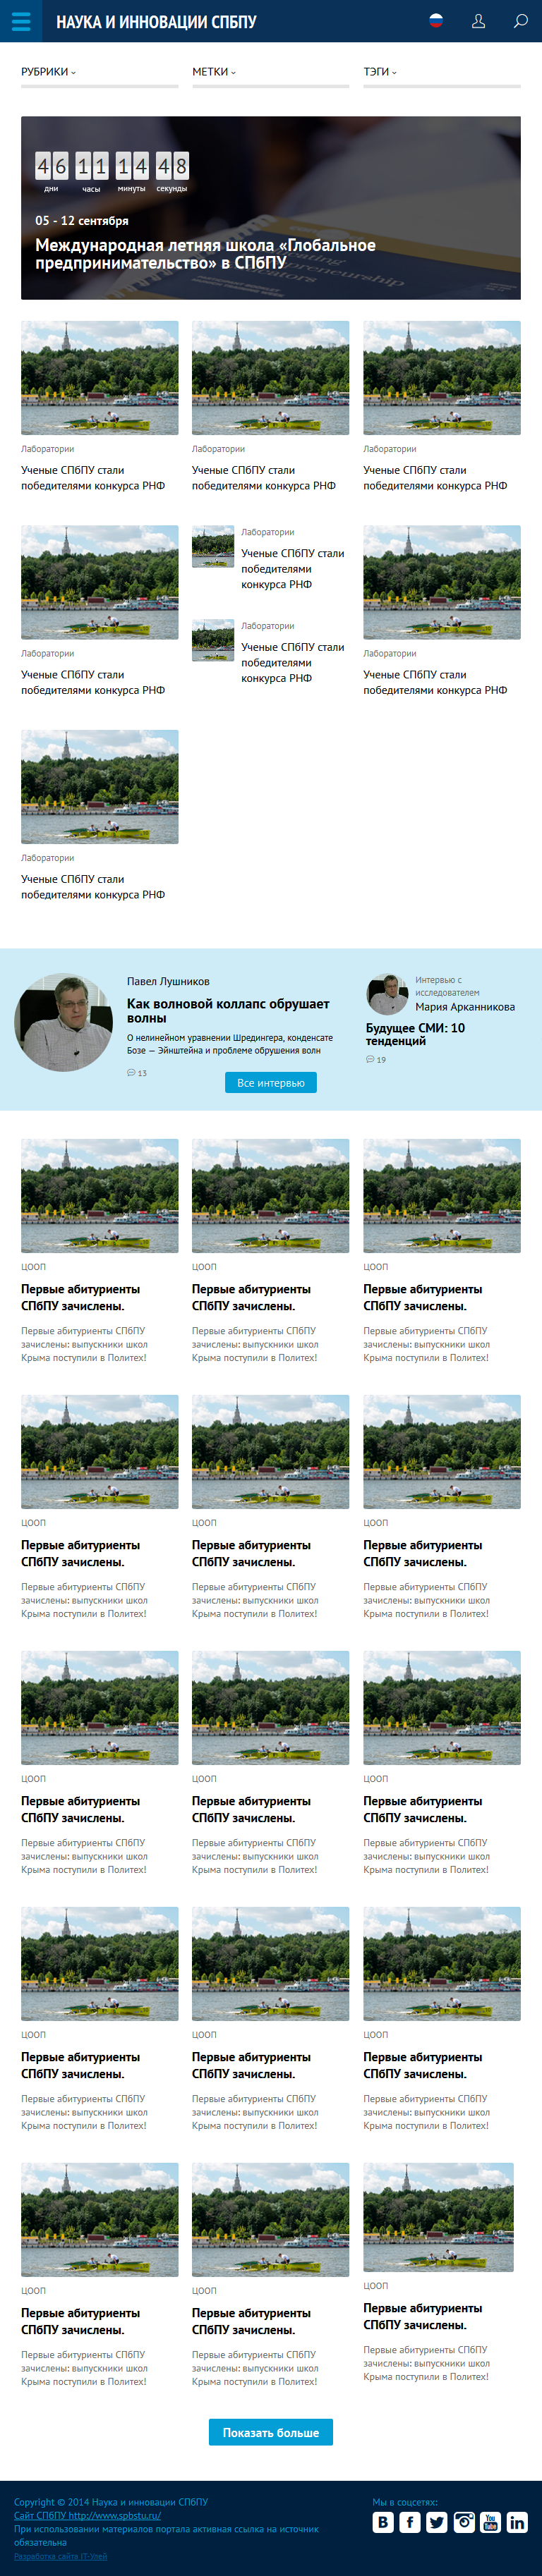 НАУКА И ИННОВАЦИИ СПБПУ
РУБРИКИ
МЕТКИ
ТЭГИ
46 11 14 48
дни часы минуты секунды
05 - 12 сентября
Международная летняя школа «Глобальное
предпринимательство» в СПбПУ
Лаборатории
Ученые СПбПУ стали
победителями конкурса РНФ
Лаборатории
Ученые СПбПУ стали
победителями конкурса РНФ
Лаборатории
Ученые СПбПУ стали
победителями конкурса РНФ
Лаборатории
Ученые СПбПУ стали
победителями конкурса РНФ
Лаборатории
Ученые СПбПУ стали
победителями
конкурса РНФ
Лаборатории
Ученые СПбПУ стали
победителями
конкурса РНФ
Лаборатории
Ученые СПбПУ стали
победителями конкурса РНФ
Лаборатории
Ученые СПбПУ стали
победителями конкурса РНФ
Павел Лушников
Как волновой коллапс обрушает
волны
О нелинейном уравнении Шредингера, конденсате
Бозе — Эйнштейна и проблеме обрушения волн
13
Интервью с
исследователем
Мария Арканникова
Будущее СМИ: 10
тенденций
19
Все интервью
ЦООП
Первые абитуриенты
СПбПУ зачислены.
Первые абитуриенты СПбПУ
зачислены: выпускники школ
Крыма поступили в Политех!
ЦООП
Первые абитуриенты
СПбПУ зачислены.
Первые абитуриенты СПбПУ
зачислены: выпускники школ
Крыма поступили в Политех!
ЦООП
Первые абитуриенты
СПбПУ зачислены.
Первые абитуриенты СПбПУ
зачислены: выпускники школ
Крыма поступили в Политех!
ЦООП
Первые абитуриенты
СПбПУ зачислены.
Первые абитуриенты СПбПУ
зачислены: выпускники школ
Крыма поступили в Политех!
ЦООП
Первые абитуриенты
СПбПУ зачислены.
Первые абитуриенты СПбПУ
зачислены: выпускники школ
Крыма поступили в Политех!
ЦООП
Первые абитуриенты
СПбПУ зачислены.
Первые абитуриенты СПбПУ
зачислены: выпускники школ
Крыма поступили в Политех!
ЦООП
Первые абитуриенты
СПбПУ зачислены.
Первые абитуриенты СПбПУ
зачислены: выпускники школ
Крыма поступили в Политех!
ЦООП
Первые абитуриенты
СПбПУ зачислены.
Первые абитуриенты СПбПУ
зачислены: выпускники школ
Крыма поступили в Политех!
ЦООП
Первые абитуриенты
СПбПУ зачислены.
Первые абитуриенты СПбПУ
зачислены: выпускники школ
Крыма поступили в Политех!
ЦООП
Первые абитуриенты
СПбПУ зачислены.
Первые абитуриенты СПбПУ
зачислены: выпускники школ
Крыма поступили в Политех!
ЦООП
Первые абитуриенты
СПбПУ зачислены.
Первые абитуриенты СПбПУ
зачислены: выпускники школ
Крыма поступили в Политех!
ЦООП
Первые абитуриенты
СПбПУ зачислены.
Первые абитуриенты СПбПУ
зачислены: выпускники школ
Крыма поступили в Политех!
ЦООП
Первые абитуриенты
СПбПУ зачислены.
Первые абитуриенты СПбПУ
зачислены: выпускники школ
Крыма поступили в Политех!
ЦООП
Первые абитуриенты
СПбПУ зачислены.
Первые абитуриенты СПбПУ
зачислены: выпускники школ
Крыма поступили в Политех!
ЦООП
Первые абитуриенты
СПбПУ зачислены.
Первые абитуриенты СПбПУ
зачислены: выпускники школ
Крыма поступили в Политех!
Показать больше
Copyright © 2014 Наука и инновации СПбПУ
Сайт СПбПУ http://www.spbstu.ru/
При использовании материалов портала активная ссылка на источник
обязательна
Разработка сайта IT-Улей
Мы в соцсетях: